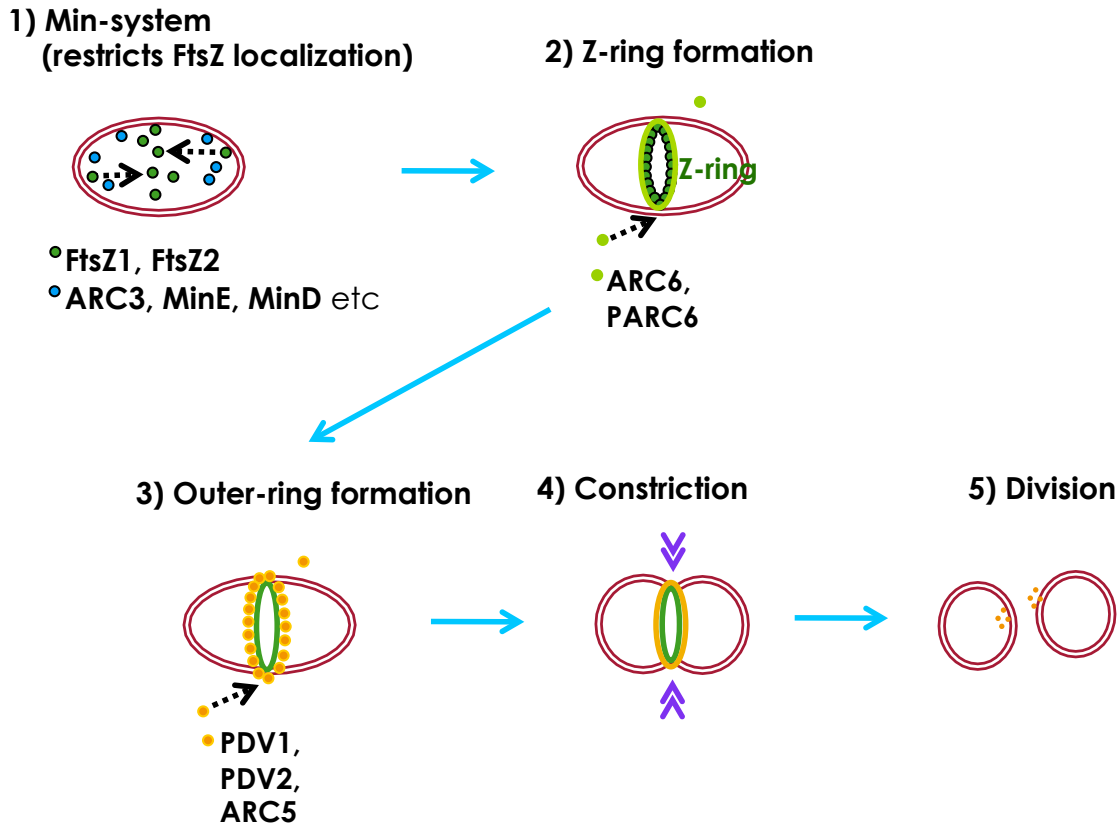 1) Min-system
(restricts FtsZ localization)
2) Z-ring formation
Z-ring
FtsZ1, FtsZ2
ARC3, MinE, MinD etc
ARC6,
PARC6
3) Outer-ring formation
4) Constriction
5) Division
PDV1,
PDV2,
ARC5